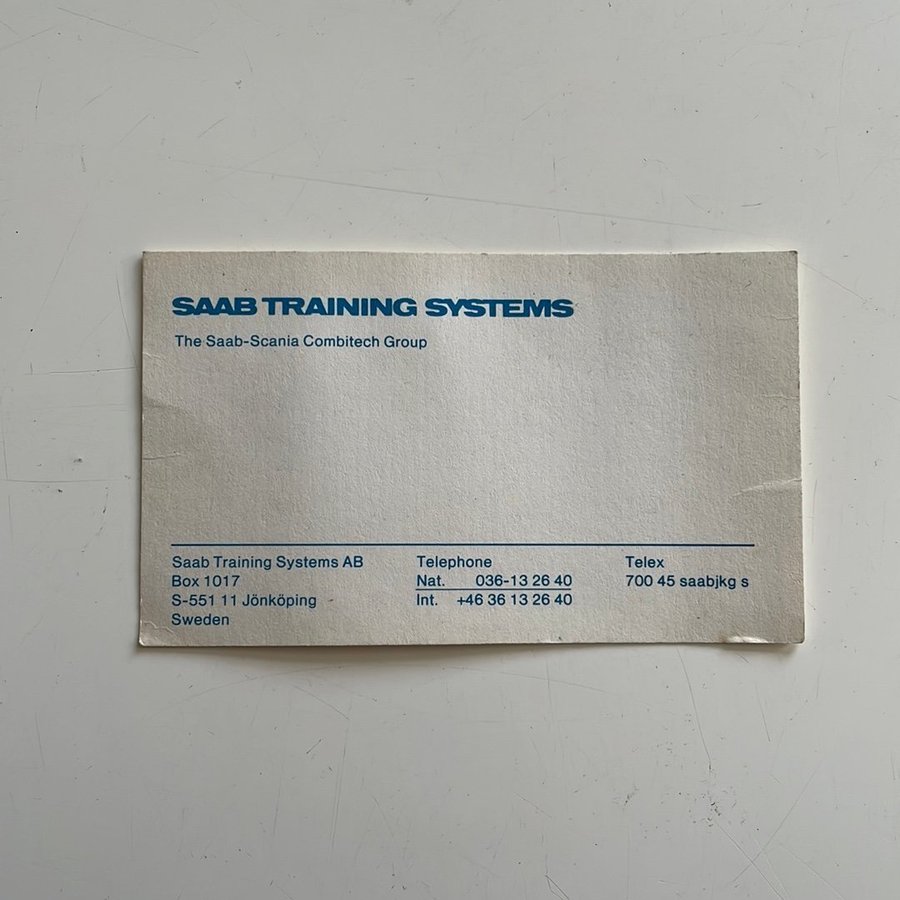 SAAB TRAINING SYSTEMS
The Saab-Scania Combitech Group
Saab Training Systems AB
Box 1017
S-551 11 Jönköping
Sweden
Telephone
Nat. 036-13 26 40
Int. +46 36 13 26 40
Telex
700 45 saabjkg s